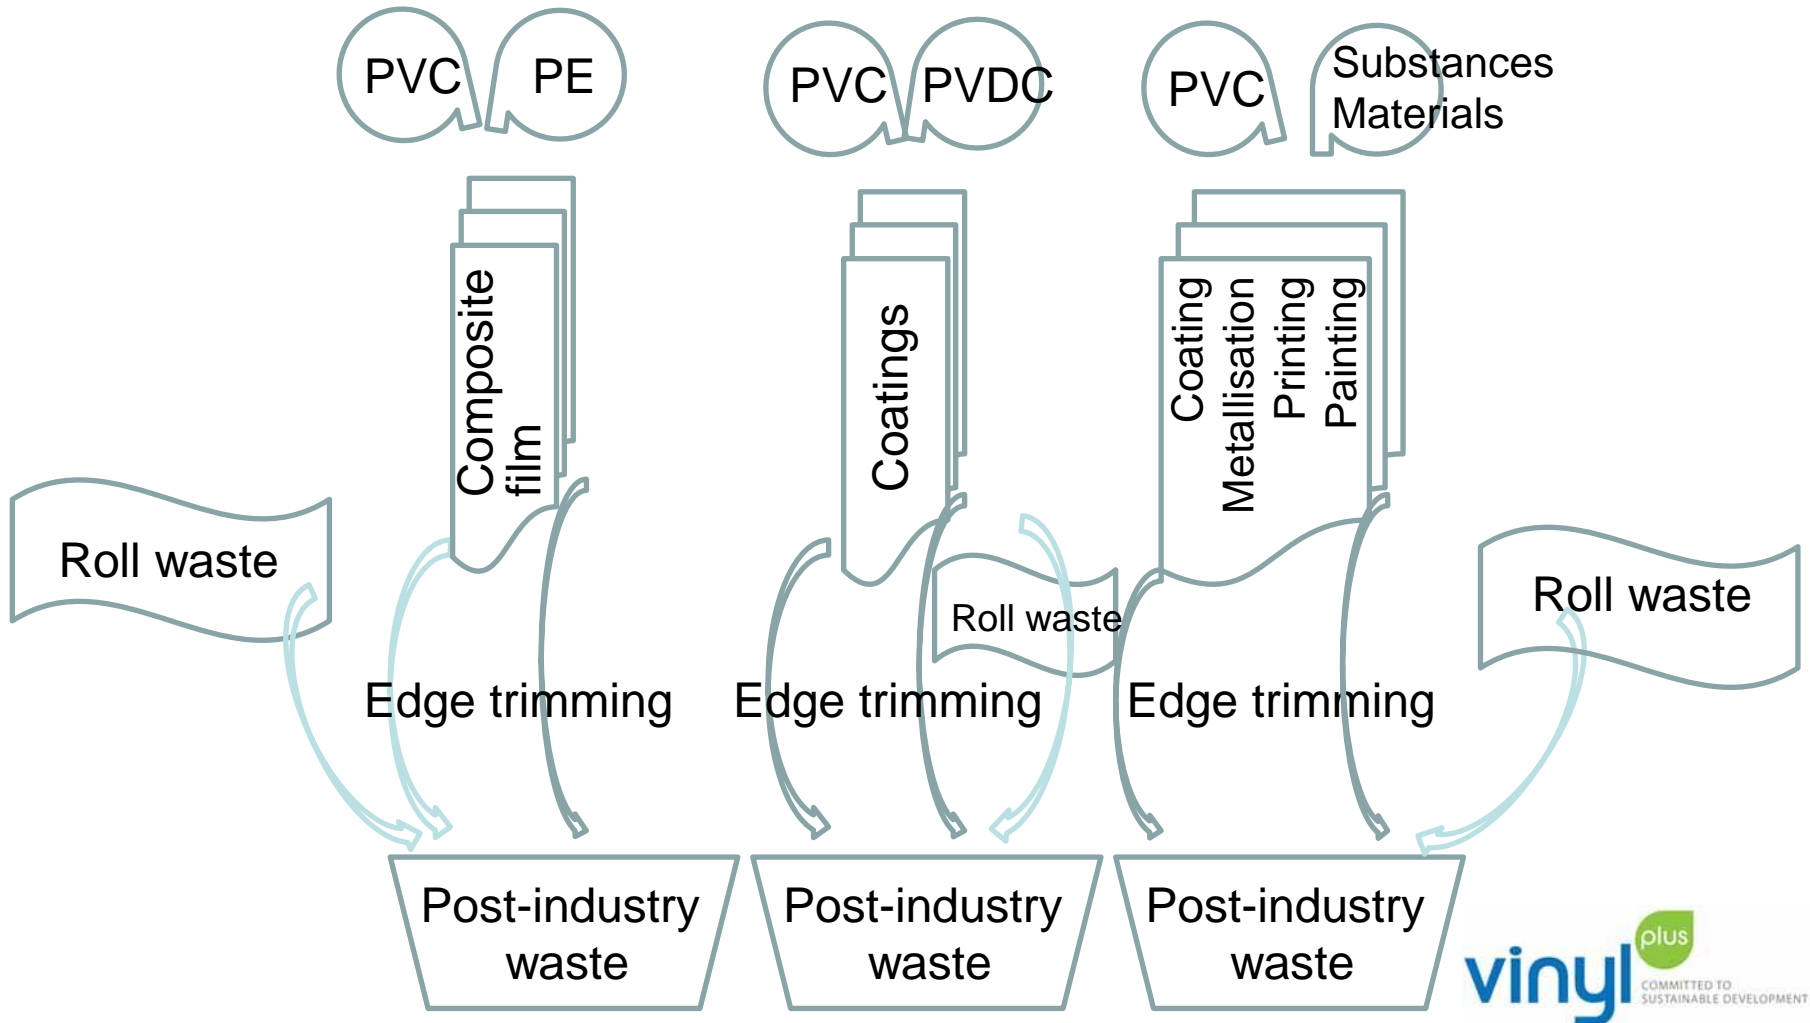 PVC
PE
PVC
PVDC
PVC
Substances
Materials
Composite
film
Coatings
Coating
Metallisation
Printing
Painting
Roll waste
Roll waste
Roll waste
Edge trimming
Edge trimming
Edge trimming
Post-industry
waste
Post-industry
waste
Post-industry
waste
vinyl
plus
COMMITTED TO
SUSTAINABLE DEVELOPMENT